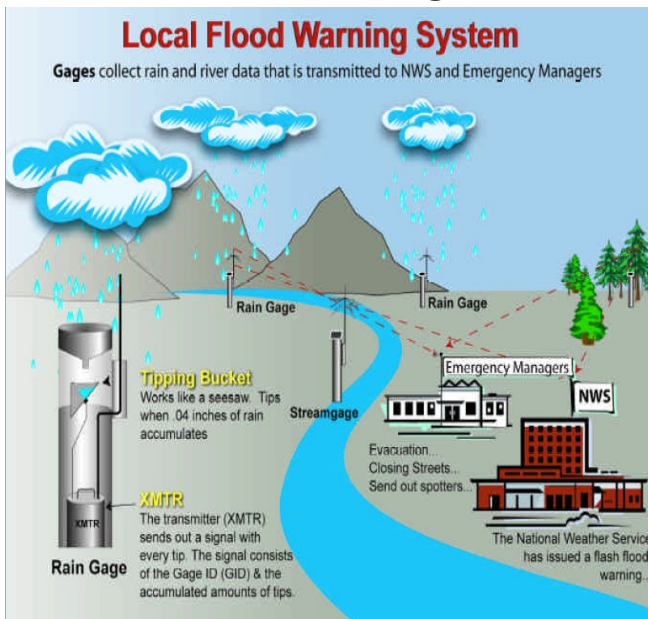 Local Flood Warning System
Gages collect rain and river data that is transmitted to NWS and Emergency Managers
Rain Gage
Rain Gage
Streamgage
Emergency Managers
NWS
Evacuation...
Closing Streets...
Send out spotters...
The National Weather Service
has issued a flash flood
warning..
Tipping Bucket
Works like a seesaw. Tips
when .04 inches of rain
accumulates
XMTR
The transmitter (XMTR)
sends out a signal with
every tip. The signal consists
of the Gage ID (GID) & the
accumulated amounts of tips.
XMTR
Rain Gage